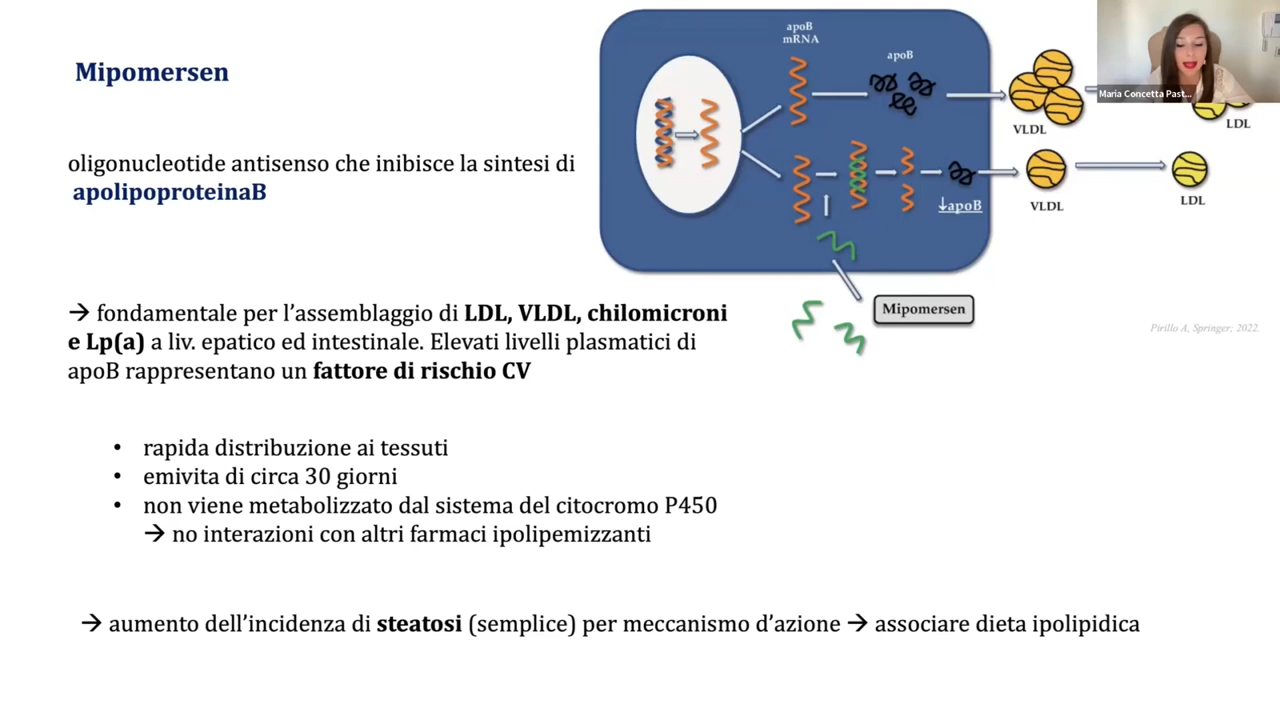 Mipomersen
oligonucleotide antisenso che inibisce la sintesi di
apolipoproteinaB
apoB
mRNA
apoB
VLDL
LDL
Maria Concetta Past...
↓apoB
VLDL
LDL
Mipomersen
Pirillo A, Springer; 2022.
→ fondamentale per l’assemblaggio di LDL, VLDL, chilomicroni
e Lp(a) a liv. epatico ed intestinale. Elevati livelli plasmatici di
apoB rappresentano un fattore di rischio CV
• rapida distribuzione ai tessuti
• emivita di circa 30 giorni
• non viene metabolizzato dal sistema del citocromo P450
→ no interazioni con altri farmaci ipolipemizzanti
→ aumento dell’incidenza di steatosi (semplice) per meccanismo d’azione → associare dieta ipolipidica